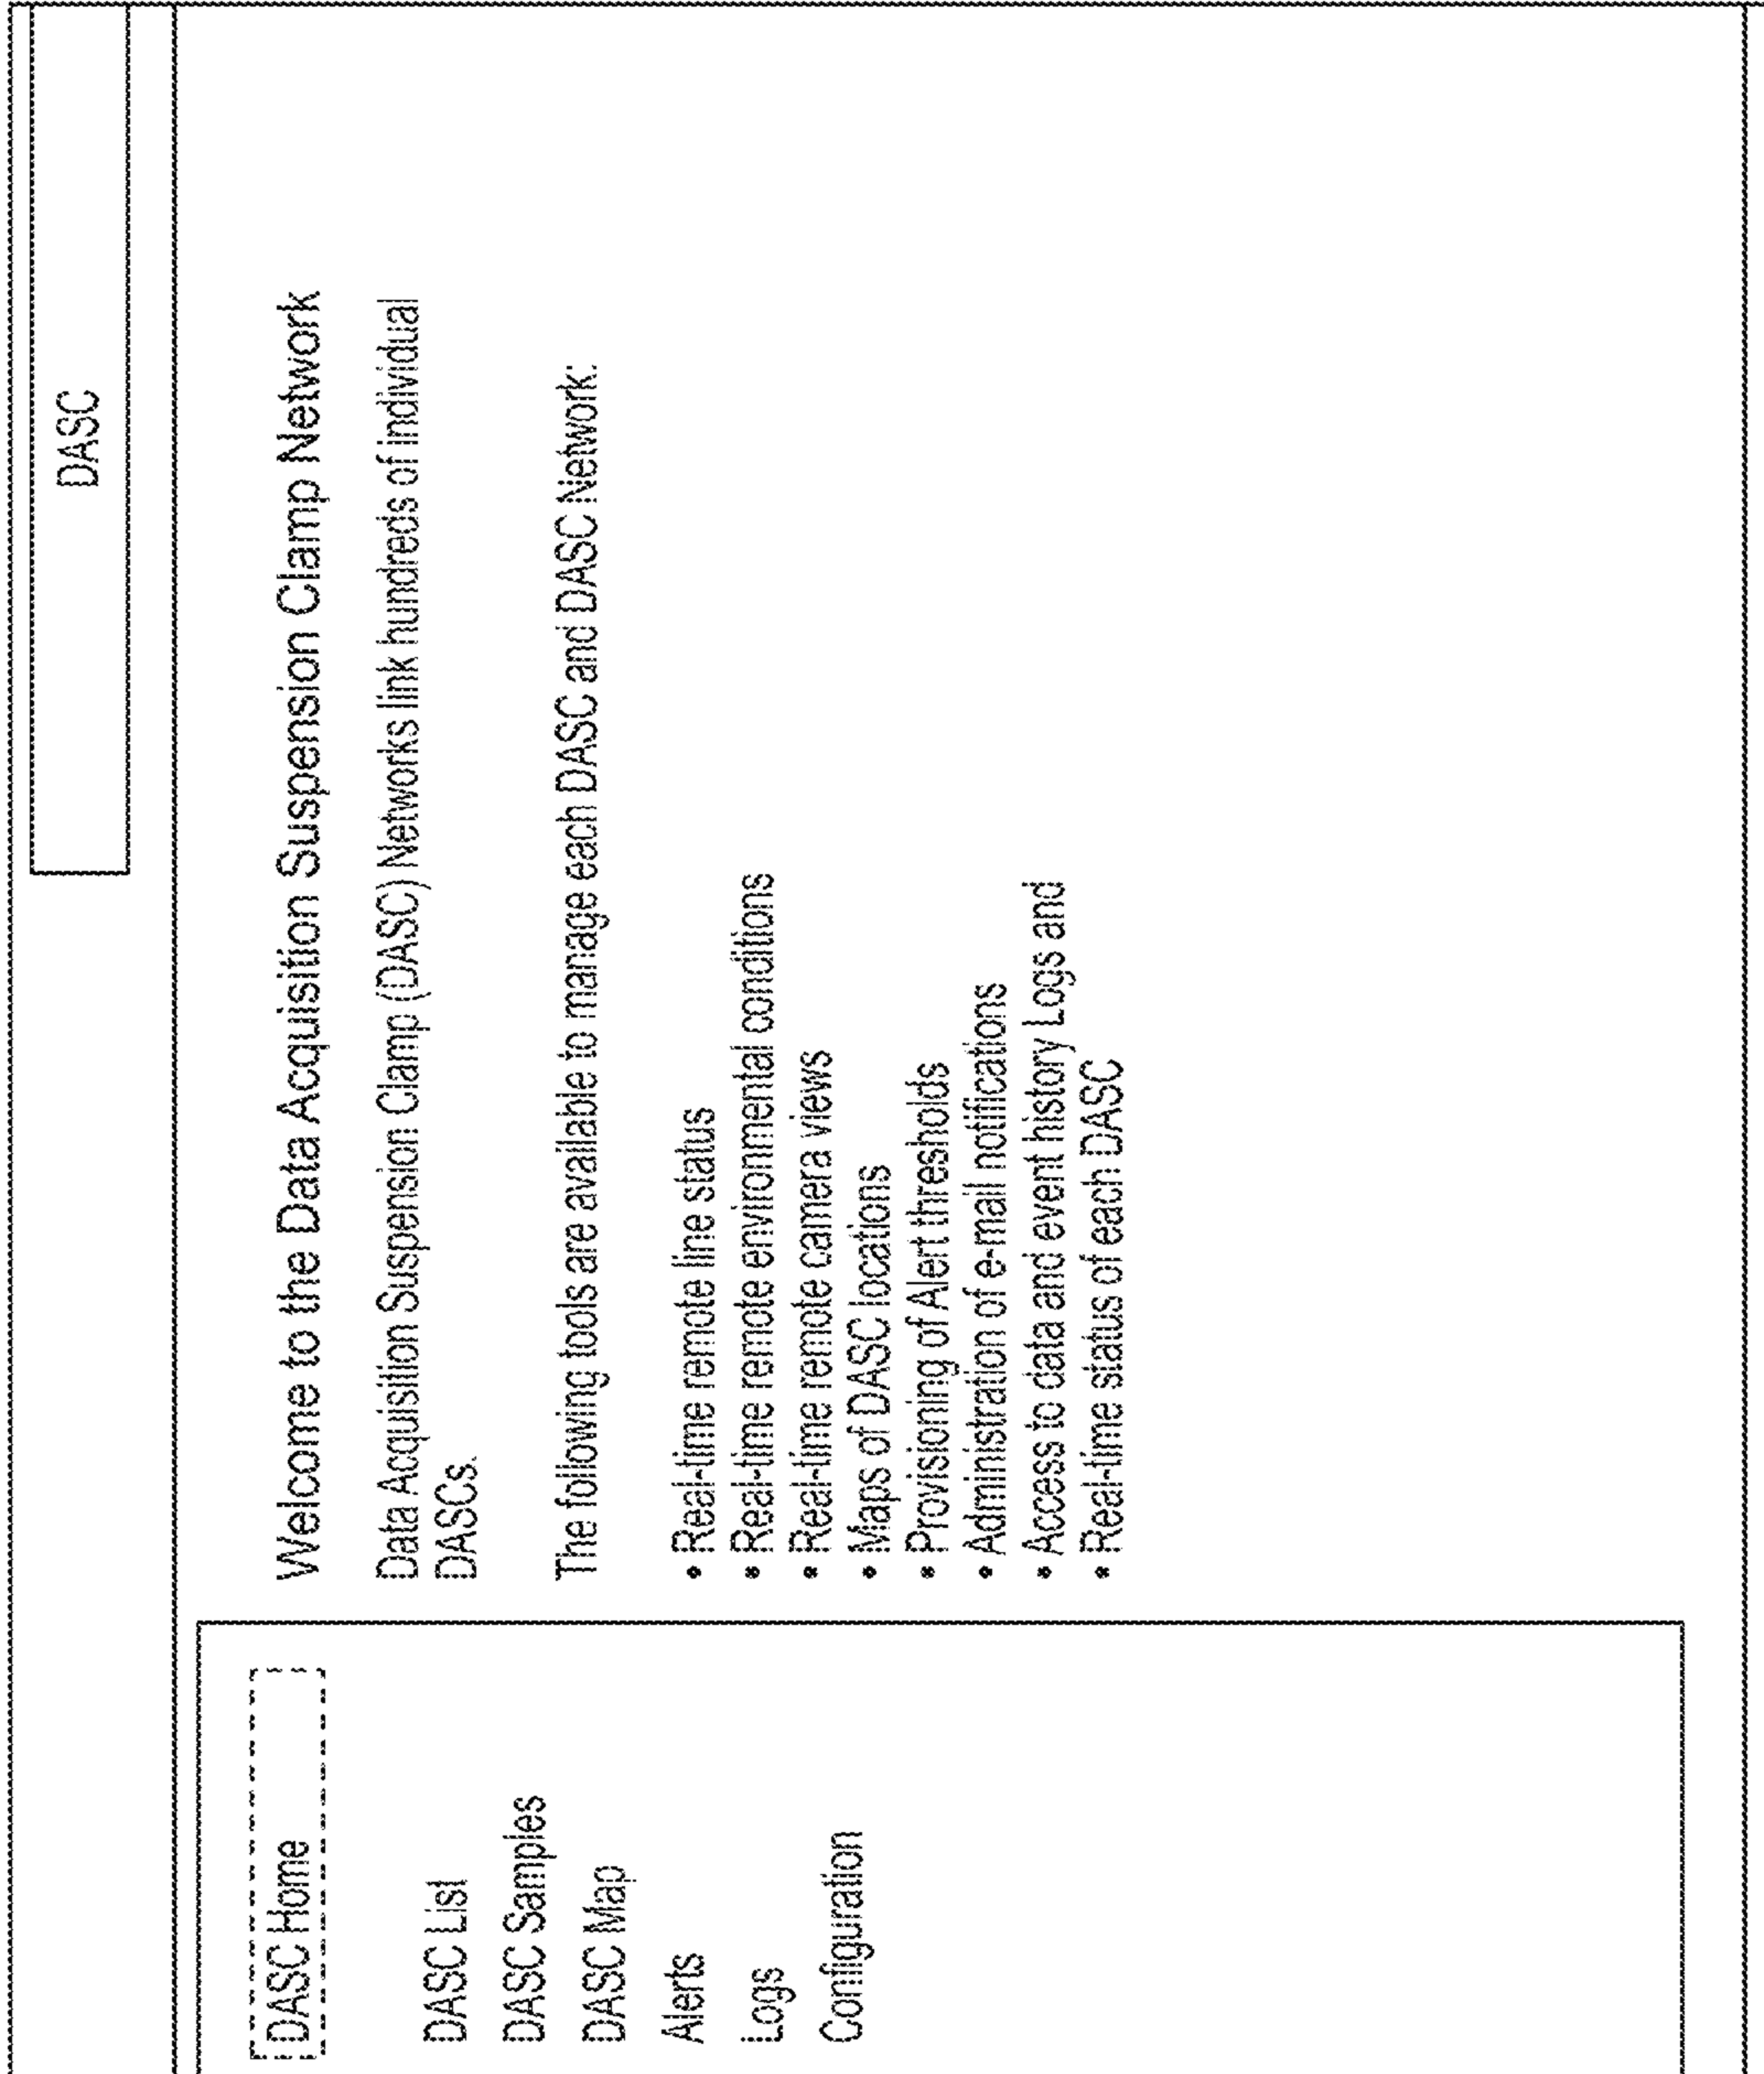 DASC
DASC Home
DASC List
DASC Samples
DASC Map
Alerts
Logs
Configuration
Welcome to the Data Acquisition Suspension Clamp Network
Data Acquisition Suspension Clamp (DASC) Networks link hundreds of individual
DASCs.
The following tools are available to manage each DASC and DASC Network:
• Real-time remote line status
• Real-time remote environmental conditions
• Real-time remote camera views
• Maps of DASC locations
• Provisioning of Alert thresholds
• Administration of e-mail notifications
• Access to data and event history Logs and
• Real-time status of each DASC